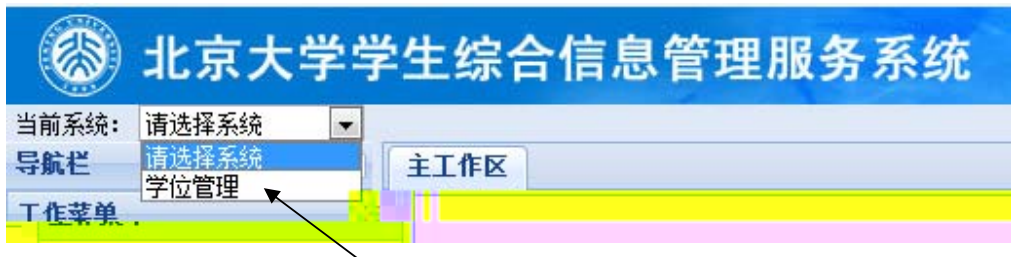 北京大学学生综合信息管理服务系统
当前系统： 请选择系统
导航栏 请选择系统 主工作区
学位管理
工作菜单